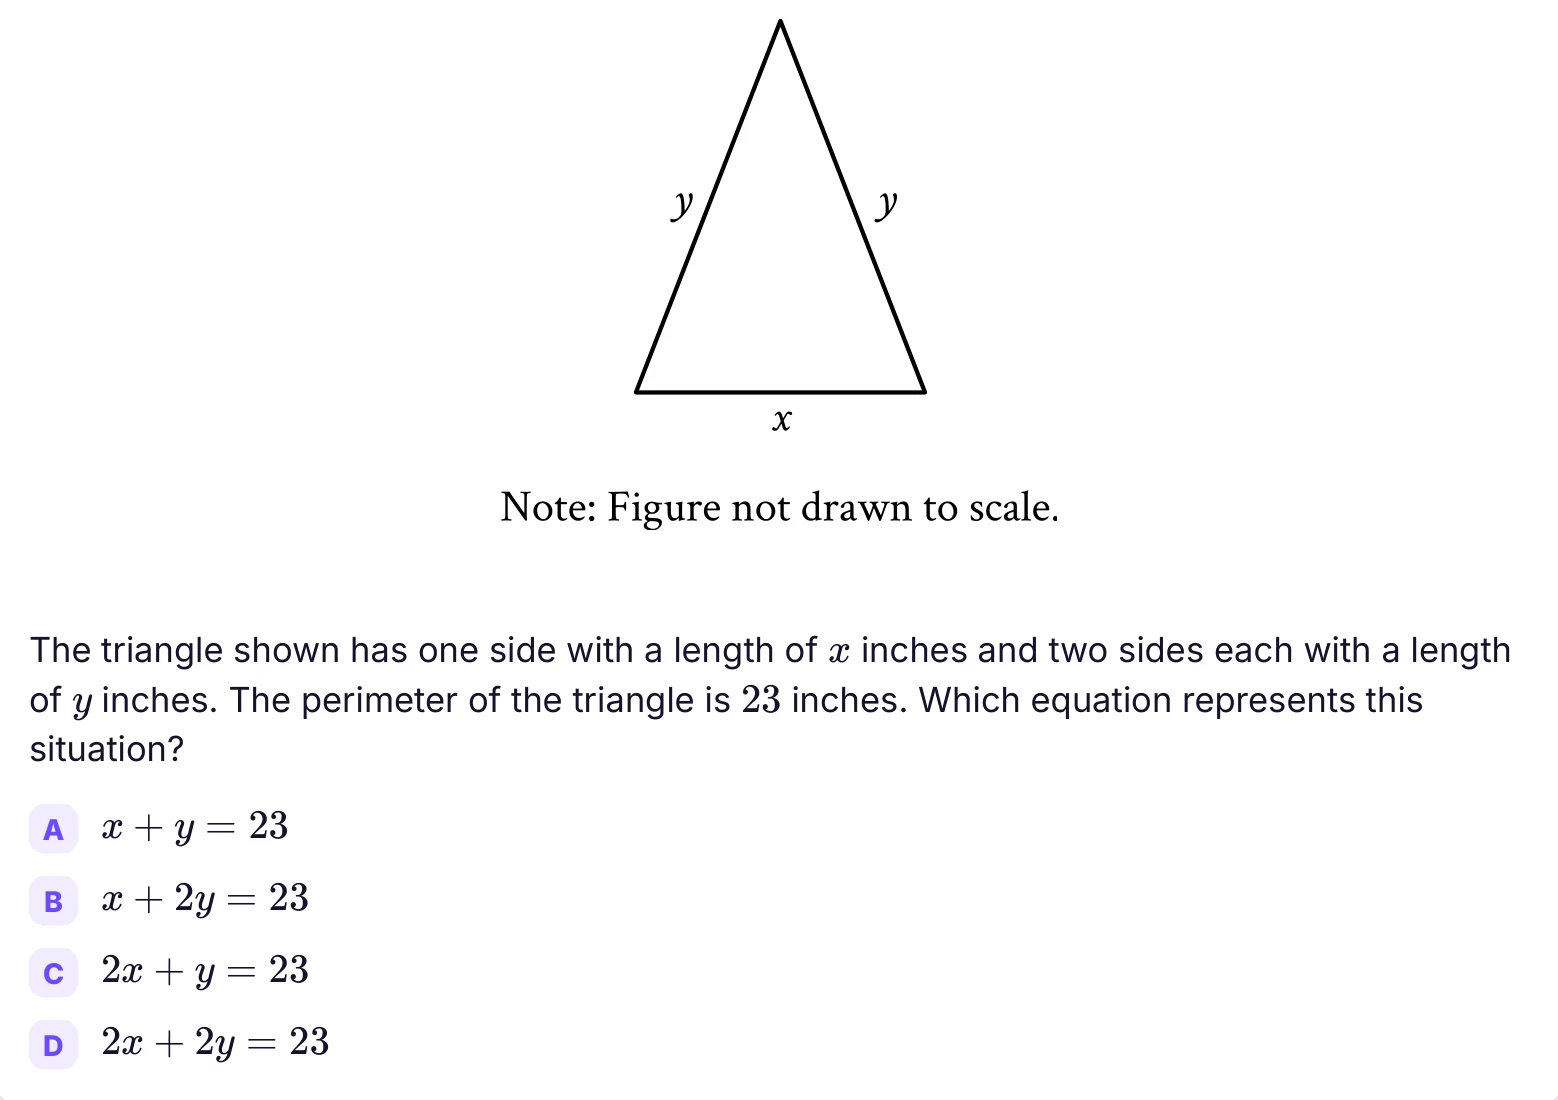 y y
x
Note: Figure not drawn to scale.
The triangle shown has one side with a length of x inches and two sides each with a length
of y inches. The perimeter of the triangle is 23 inches. Which equation represents this
situation?
A x + y = 23
B x + 2y = 23
C 2x + y = 23
D 2x + 2y = 23